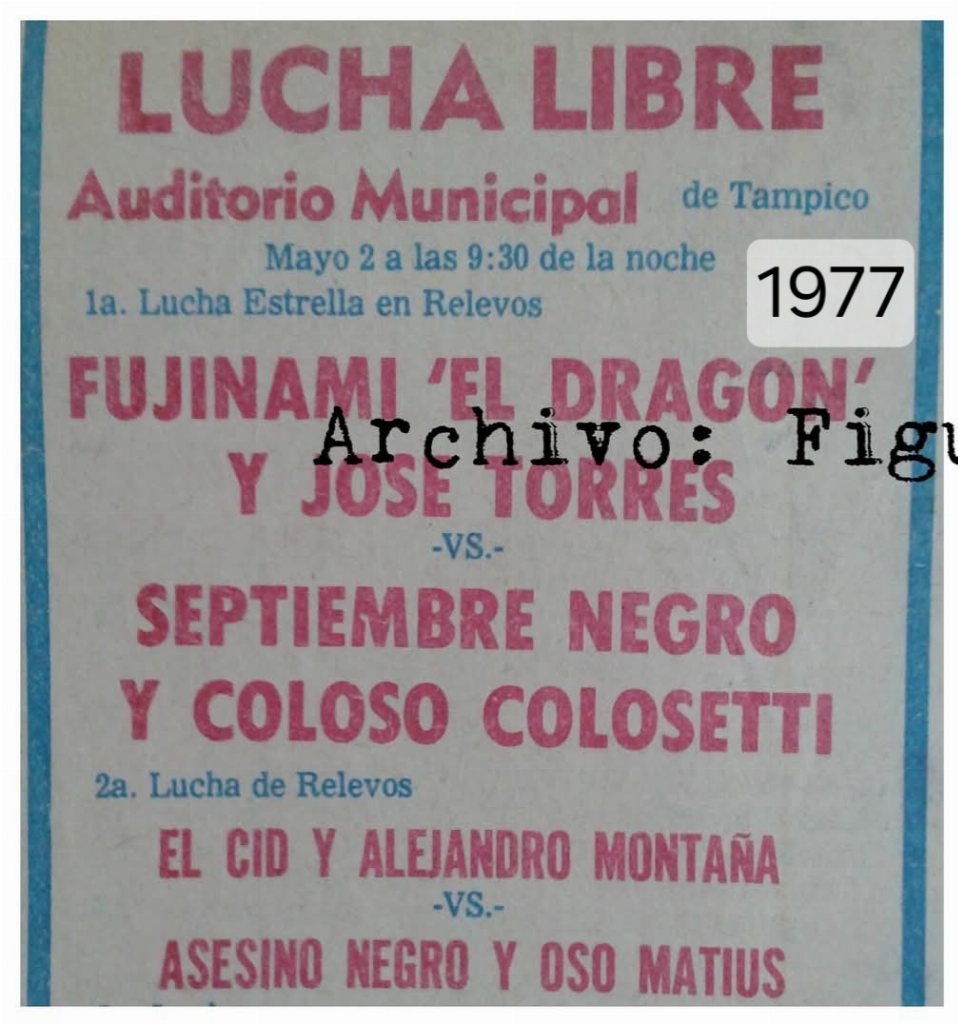 LUCHA LIBRE
Auditorio Municipal de Tampico
Mayo 2 a las 9:30 de la noche
1977
1a. Lucha Estrella en Relevos
FUJINAMI 'EL DRAGON'
Archivo:
Y JOSE TORRES
-VS.-
SEPTIEMBRE NEGRO
Y COLOSO COLOSETTI
2a. Lucha de Relevos
EL CID Y ALEJANDRO MONTAÑA
-VS.-
ASESINO NEGRO Y OSO MATIUS